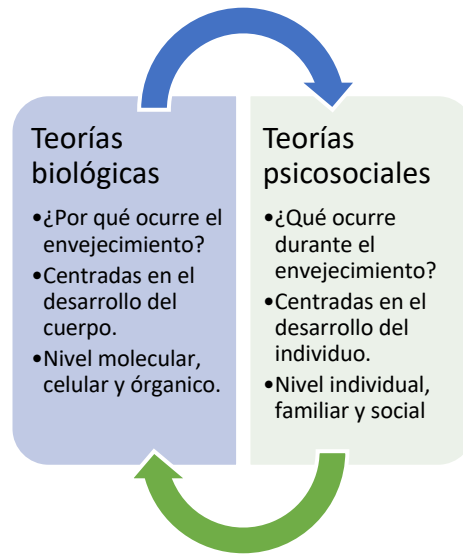 Teorías
biológicas
•¿Por qué ocurre el
envejecimiento?
•Centradas en el
desarrollo del
cuerpo.
•Nivel molecular,
celular y órganico.
Teorías
psicosociales
•¿Qué ocurre
durante el
envejecimiento?
•Centradas en el
desarrollo del
individuo.
•Nivel individual,
familiar y social